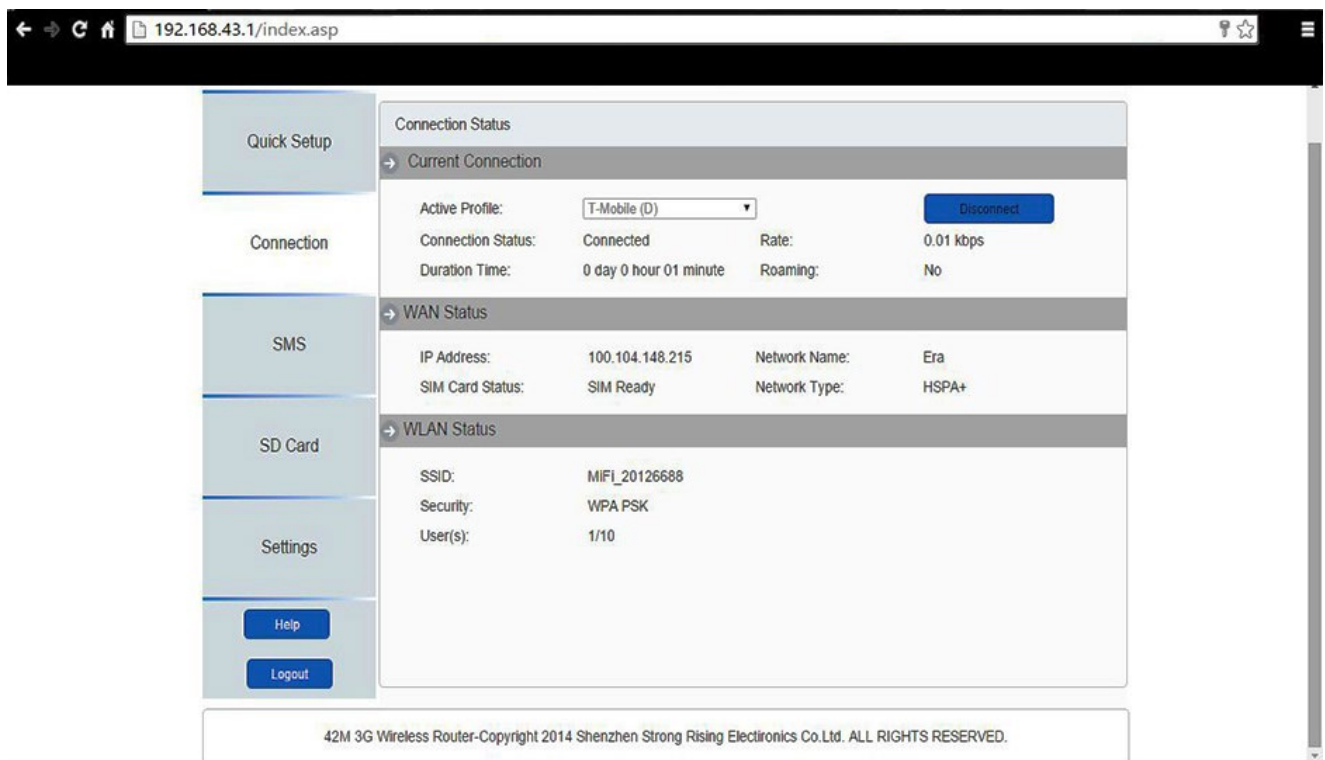 192.168.43.1/index.asp
Quick Setup
Connection
SMS
SD Card
Settings
Help
Logout
Connection Status
Current Connection
Active Profile: T-Mobile (D) Disconnect
Connection Status: Connected Rate: 0.01 kbps
Duration Time: 0 day 0 hour 01 minute Roaming: No
WAN Status
IP Address: 100.104.148.215 Network Name: Era
SIM Card Status: SIM Ready Network Type: HSPA+
WLAN Status
SSID: MiFi_20126688
Security: WPA PSK
User(s): 1/10
42M 3G Wireless Router-Copyright 2014 Shenzhen Strong Rising Electironics Co.Ltd. ALL RIGHTS RESERVED.